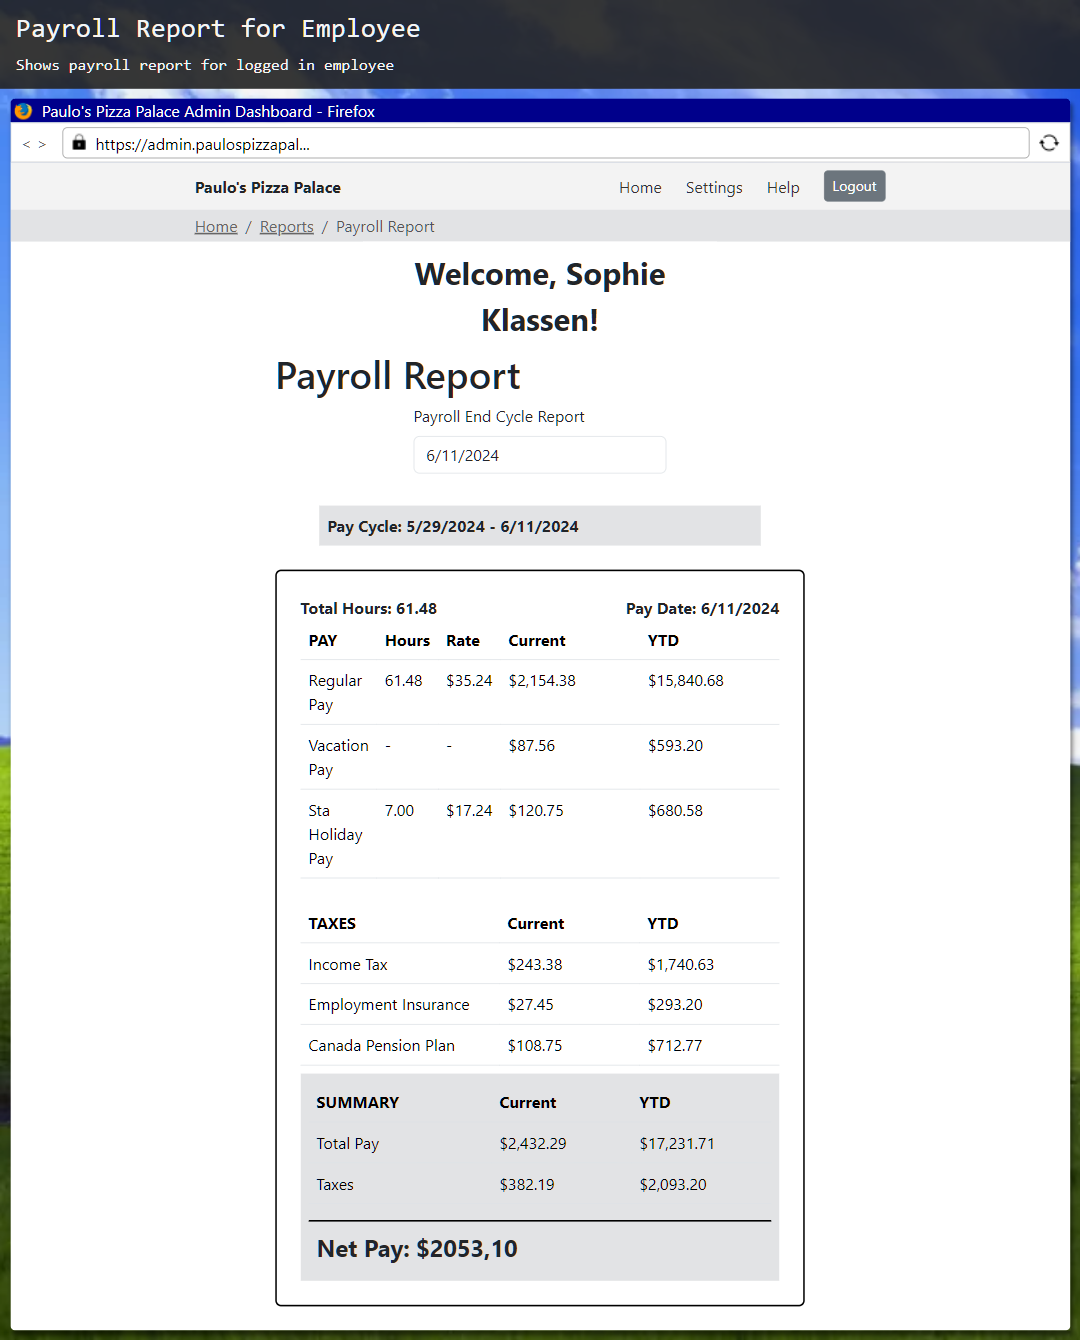 Payroll Report for Employee
Shows payroll report for logged in employee
Paulo's Pizza Palace Admin Dashboard - Firefox
< > https://admin.paulospizzapal...
Paulo's Pizza Palace Home Settings Help Logout
Home / Reports / Payroll Report
Welcome, Sophie
Klassen!
Payroll Report
Payroll End Cycle Report
6/11/2024
Pay Cycle: 5/29/2024 - 6/11/2024
Total Hours: 61.48 Pay Date: 6/11/2024
PAY Hours Rate Current YTD
Regular 61.48 $35.24 $2,154.38 $15,840.68
Pay
Vacation - - $87.56 $593.20
Pay
Sta 7.00 $17.24 $120.75 $680.58
Holiday
Pay
TAXES Current YTD
Income Tax $243.38 $1,740.63
Employment Insurance $27.45 $293.20
Canada Pension Plan $108.75 $712.77
SUMMARY Current YTD
Total Pay $2,432.29 $17,231.71
Taxes $382.19 $2,093.20
Net Pay: $2053,10